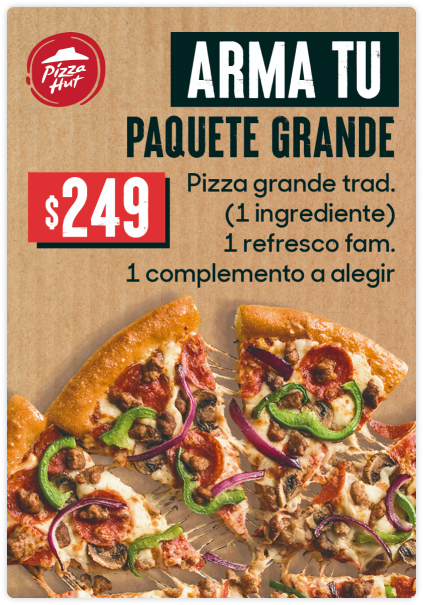 Pizza
Hut
ARMA TU
PAQUETE GRANDE
$249
Pizza grande trad.
(1 ingrediente)
1 refresco fam.
1 complemento a alegir